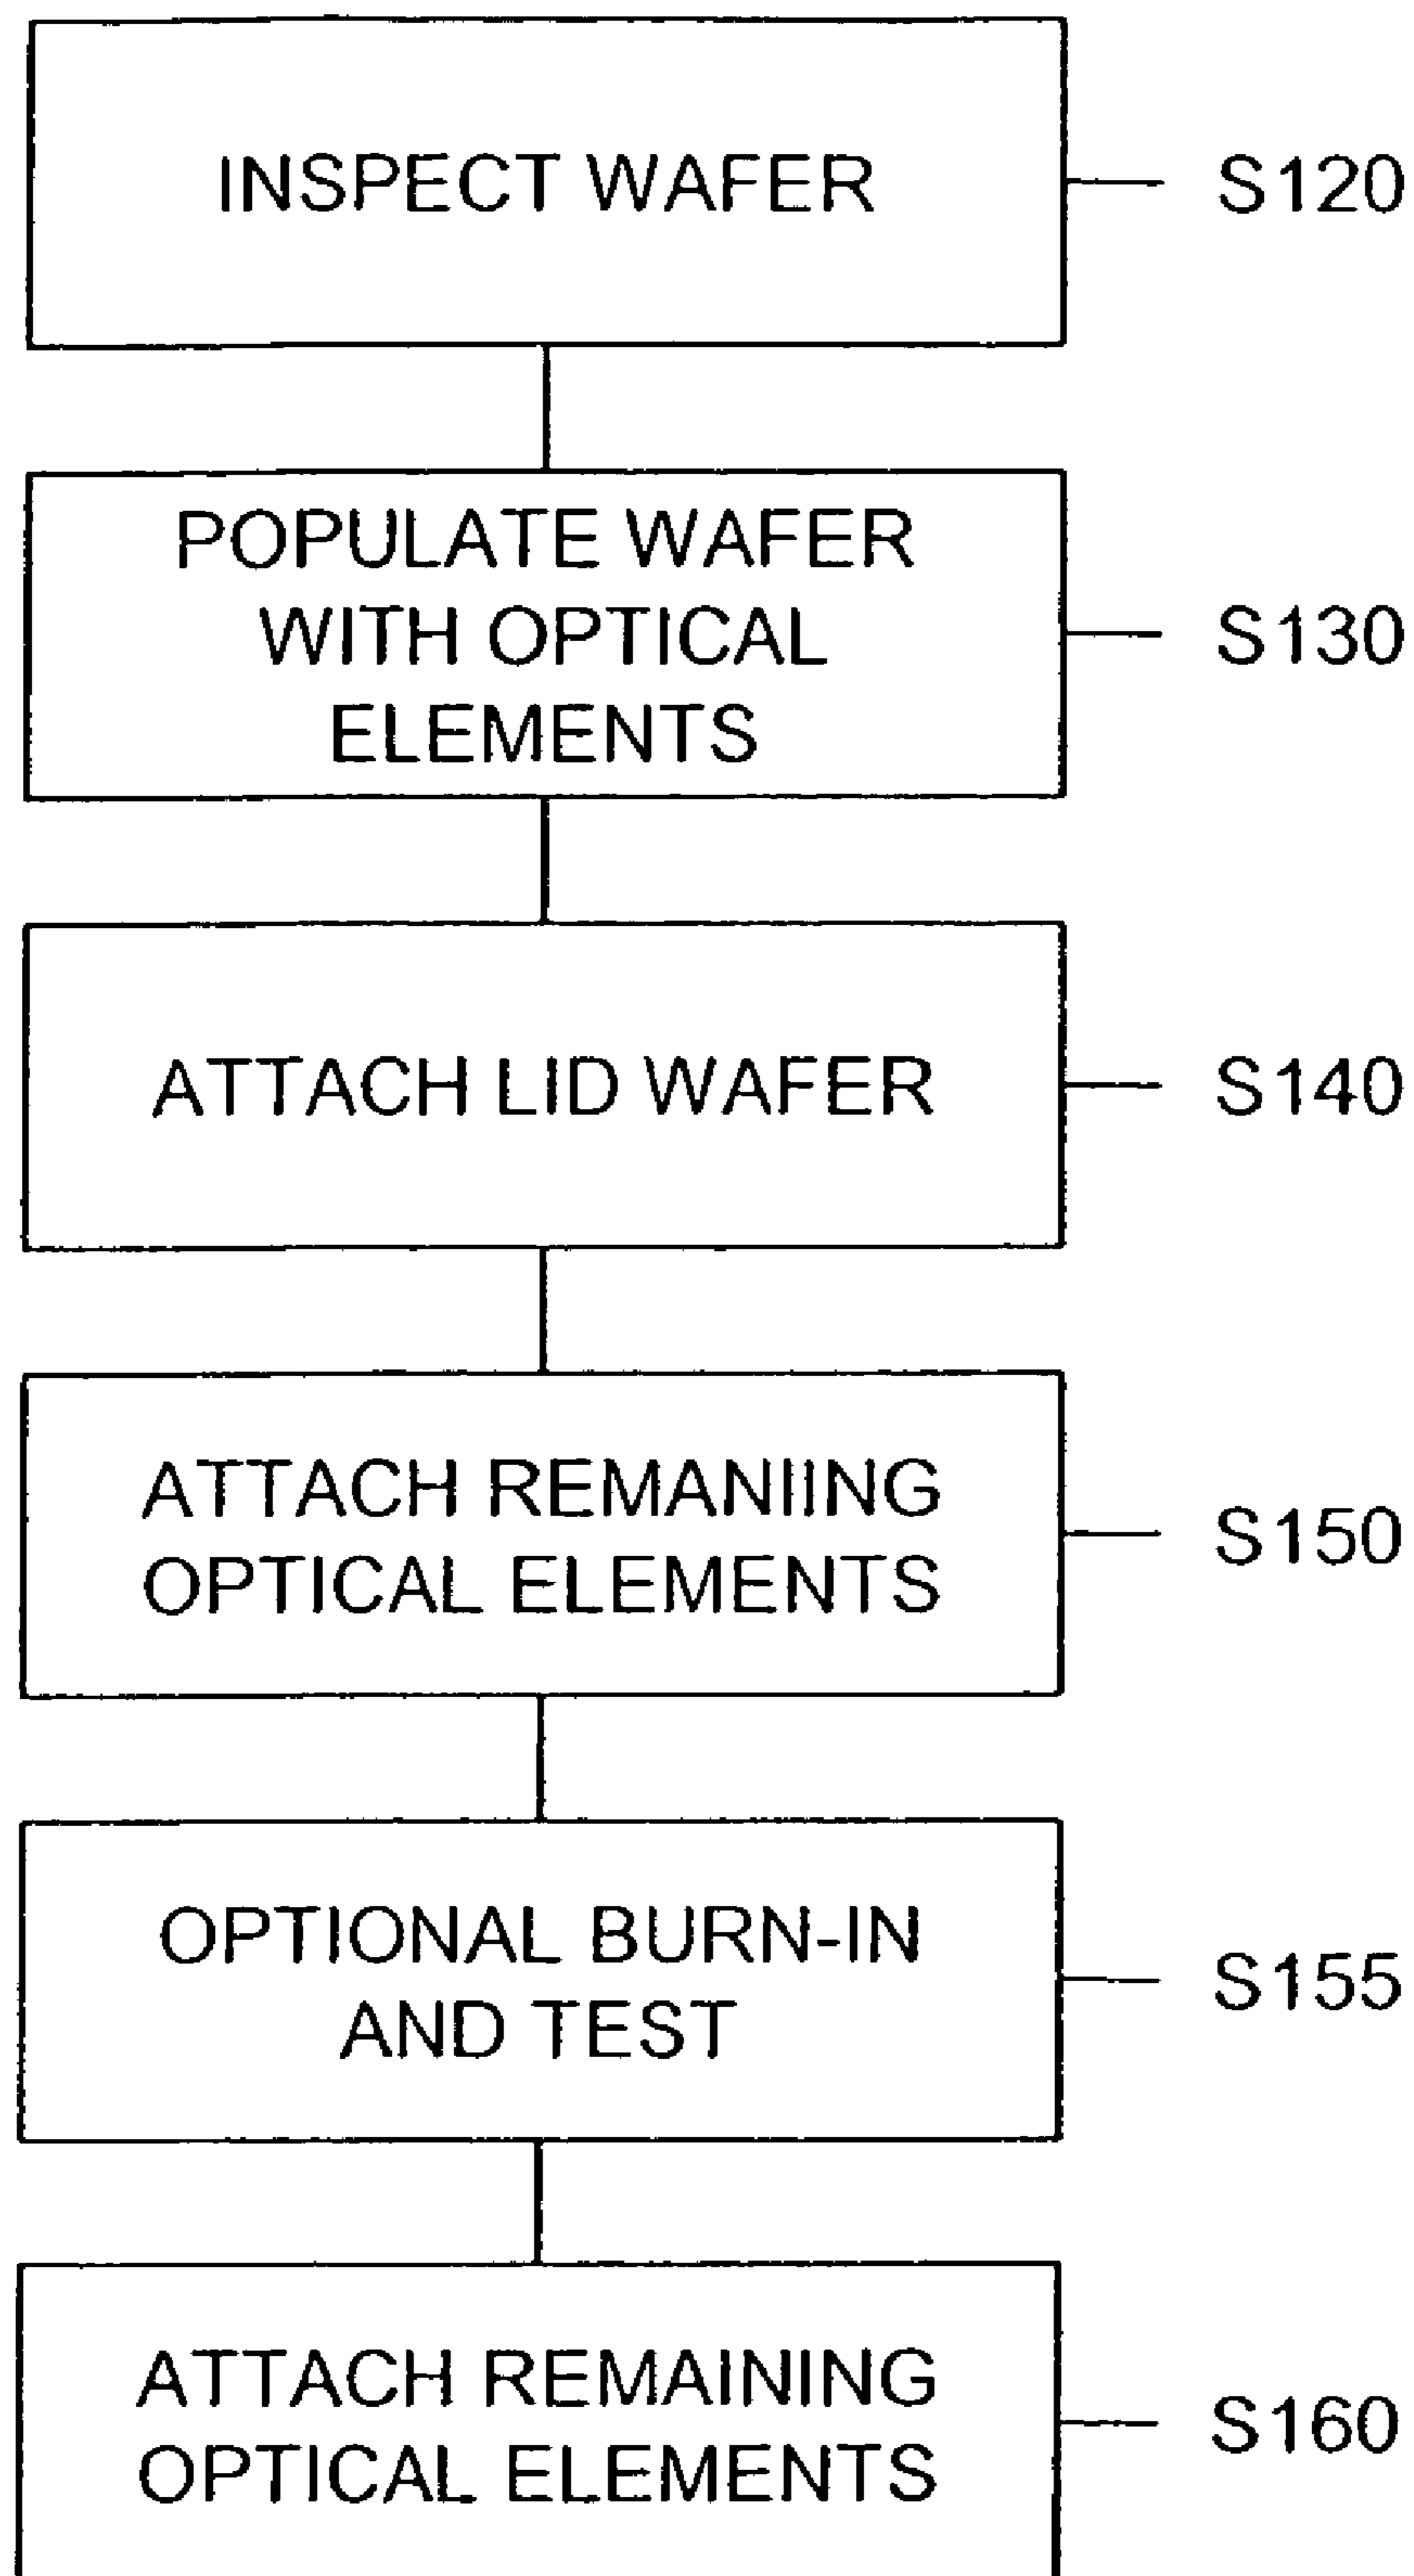 INSPECT WAFER
S120
POPULATE WAFER
WITH OPTICAL
ELEMENTS
S130
ATTACH LID WAFER
S140
ATTACH REMANIING
OPTICAL ELEMENTS
S150
OPTIONAL BURN-IN
AND TEST
S155
ATTACH REMAINING
OPTICAL ELEMENTS
S160